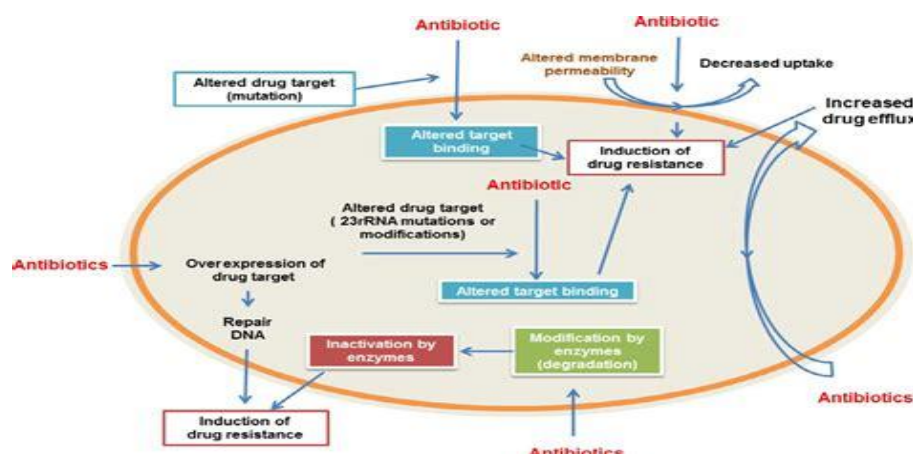 Antibiotic
Antibiotic
Altered membrane
permeability
Decreased uptake
Altered drug target
(mutation)
Increased
drug efflux
Altered target
binding
Induction of
drug resistance
Antibiotic
Altered drug target
( 23rRNA mutations or
modifications)
Antibiotics
Overexpression of
drug target
Altered target binding
Repair
DNA
Inactivation by
enzymes
Modification by
enzymes
(degradation)
Antibiotics
Induction of
drug resistance
Antibiotics